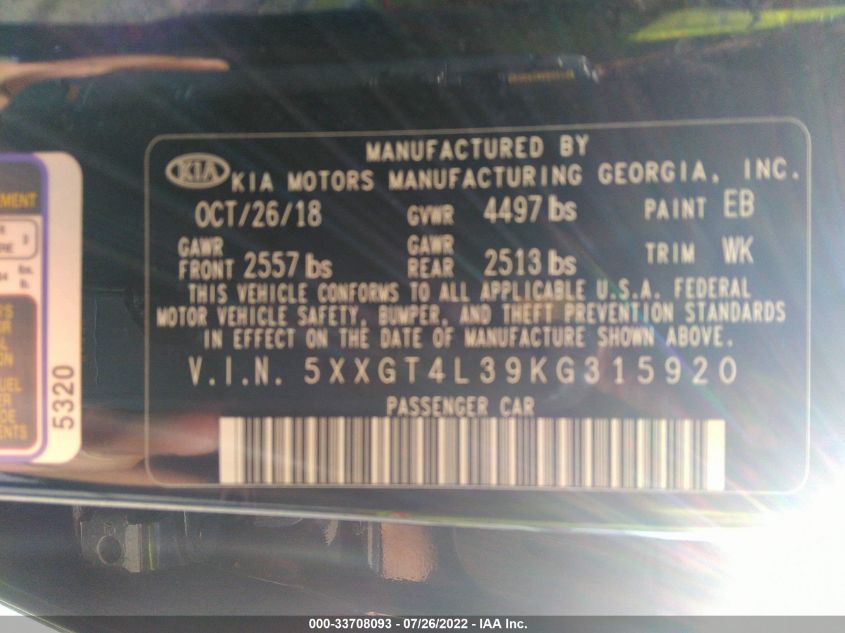 MANUFACTURED BY
KIA KIA MOTORS MANUFACTURING GEORGIA, INC.
OCT/26/18 GVWR 4497 lbs PAINT EB
GAWR FRONT 2557 lbs GAWR REAR 2513 lbs TRIM WK
THIS VEHICLE CONFORMS TO ALL APPLICABLE U.S.A. FEDERAL
MOTOR VEHICLE SAFETY, BUMPER, AND THEFT PREVENTION STANDARDS
IN EFFECT ON THE DATE OF MANUFACTURE SHOWN ABOVE.
V.I.N. 5XXGT4L39KG315920
PASSENGER CAR
5320
000-33708093 - 07/26/2022 - IAA Inc.